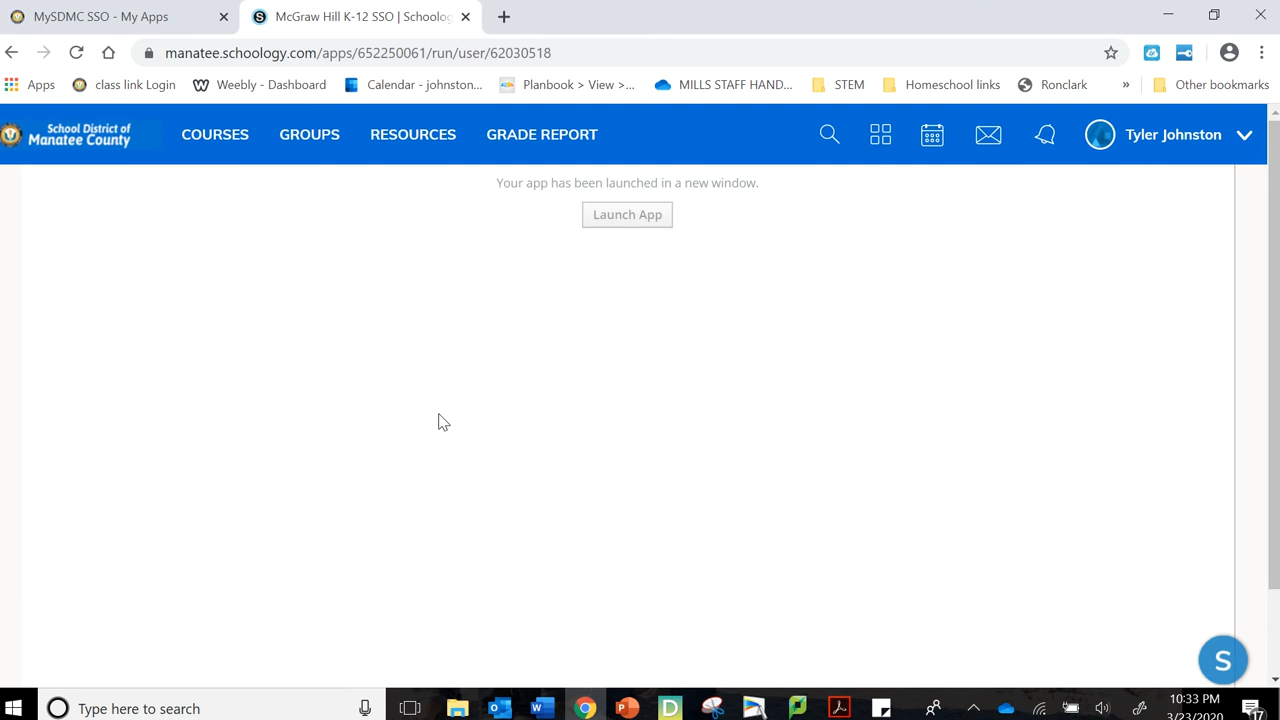 MySDMC SSO - My Apps
McGraw Hill K-12 SSO | Schoolog
manatee.schoology.com/apps/652250061/run/user/62030518
Apps
class link Login
Weebly - Dashboard
Calendar - johnston...
Planbook > View >...
MILLS STAFF HAND...
STEM
Homeschool links
Ronclark
»
Other bookmarks
School District of
Manatee County
COURSES
GROUPS
RESOURCES
GRADE REPORT
Tyler Johnston
Your app has been launched in a new window.
Launch App
S
Type here to search
10:33 PM
3/23/2020
17